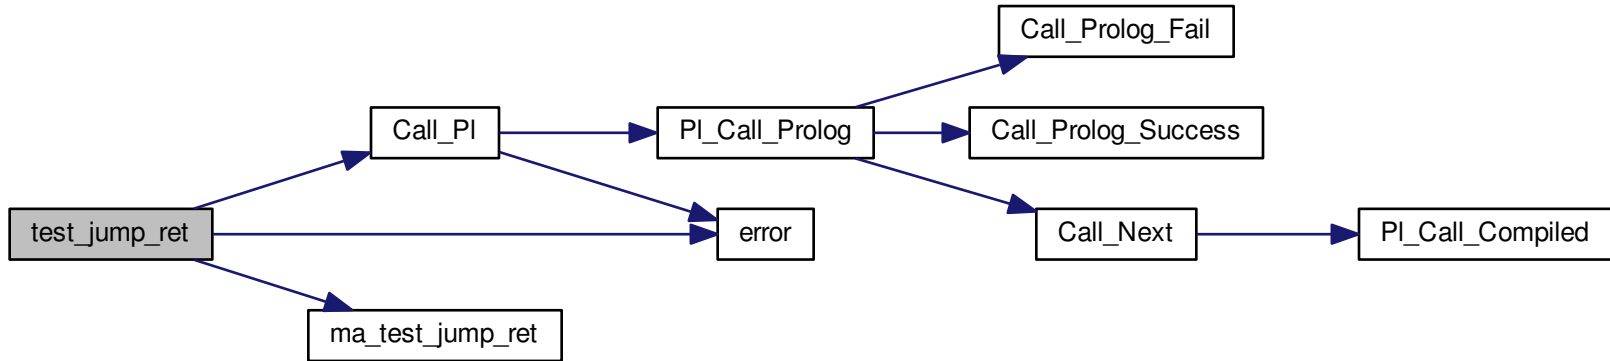 Call_Prolog_Fail
Call_Pl
Pl_Call_Prolog
Call_Prolog_Success
test_jump_ret
error
Call_Next
Pl_Call_Compiled
ma_test_jump_ret